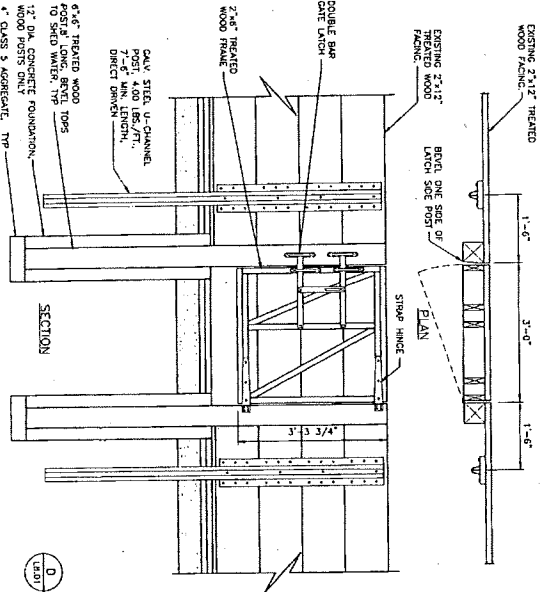 EXISTING 2"x12" TREATED
WOOD FACING.
BEVEL ONE SIDE OF
LATCH SIDE POST
1'-6"
3'-0"
1'-6"
PLAN
EXISTING 2"x12"
TREATED WOOD
FACING.
DOUBLE BAR
GATE LATCH
2"x6" TREATED
WOOD FRAME
GALV. STEEL U-CHANNEL
POST, 4.00 LBS./FT.,
7'-6" MIN. LENGTH,
DIRECT DRIVEN
6"x6" TREATED WOOD
POST,8' LONG, BEVEL TOPS
TO SHED WATER, TYP
12" DIA. CONCRETE FOUNDATION,
WOOD POSTS ONLY
4" CLASS 5 AGGREGATE, TYP
STRAP HINGE
3'-3 3/4"
SECTION
D
L8.01